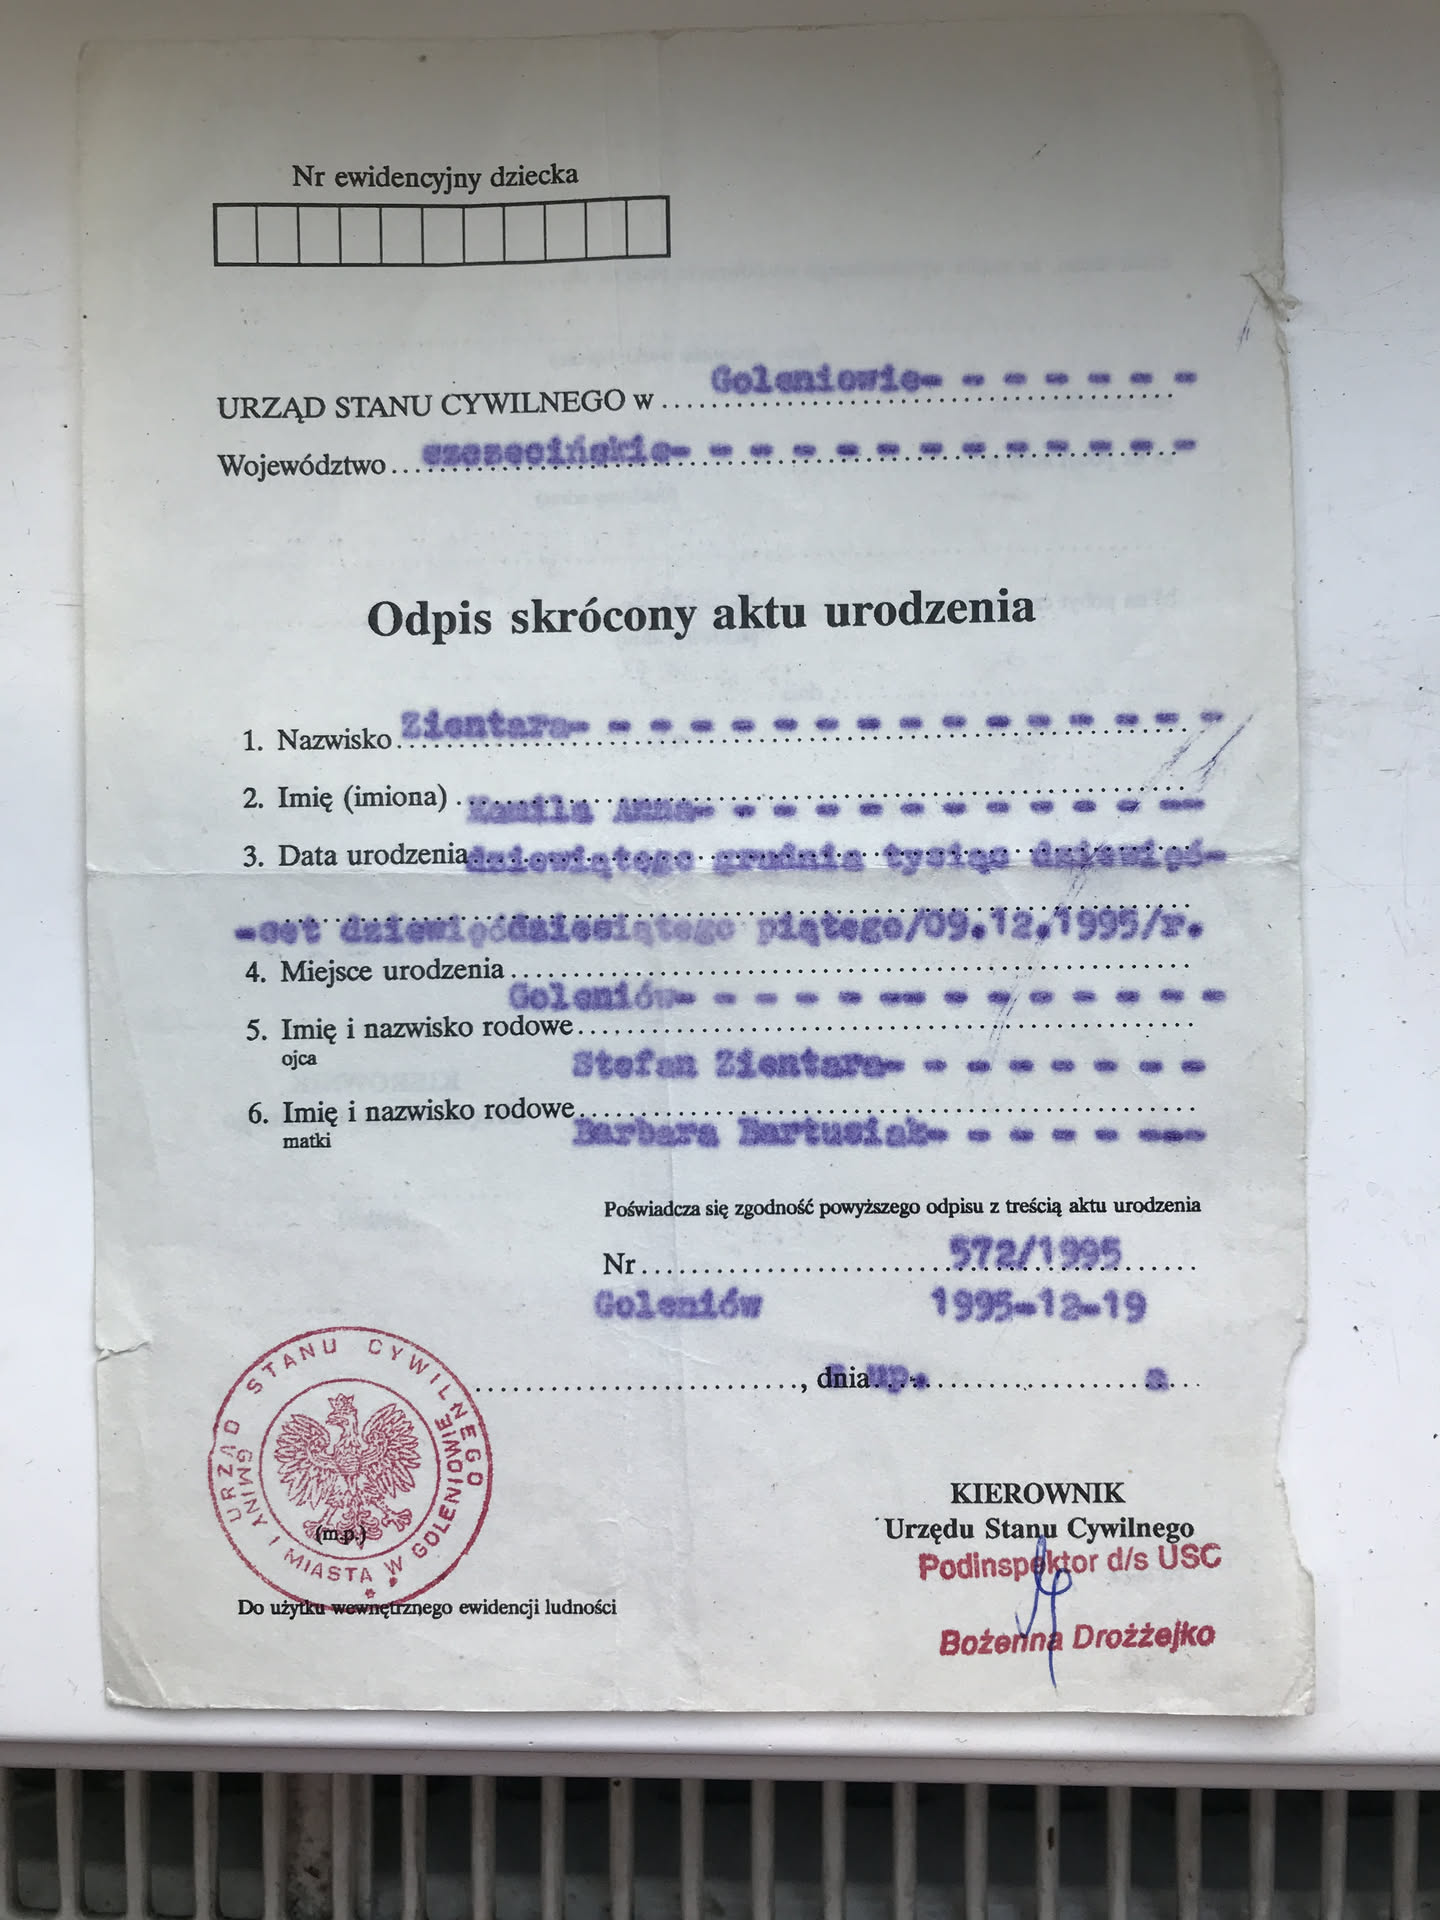 Nr ewidencyjny dziecka
URZĄD STANU CYWILNEGO w Goleniowie- - - - - - -
Województwo szczecińskie- - - - - - - - - - - - -
Odpis skrócony aktu urodzenia
1. Nazwisko Zientara- - - - - - - - - - - - - - - -
2. Imię (imiona) Kamila Anna- - - - - - - - - - - --
3. Data urodzenia dziewiątego grudnia tysiąc dziewięć-
-set dziewięćdziesiątego piątego/09.12.1995/r.
4. Miejsce urodzenia
Goleniów- - - - - -- - - - - - -
5. Imię i nazwisko rodowe
ojca Stefan Zientara- - - - - - - -
6. Imię i nazwisko rodowe
matki Barbara Bartusiak- - - - - ---
Poświadcza się zgodność powyższego odpisu z treścią aktu urodzenia
Nr 572/1995
Goleniów 1995-12-19
, dnia
URZĄD STANU CYWILNEGO
GMINY I MIASTA W GOLENIOWIE
(m.p.)
KIEROWNIK
Urzędu Stanu Cywilnego
Podinspektor d/s USC
Do użytku wewnętrznego ewidencji ludności
Bożenna Drożżejko